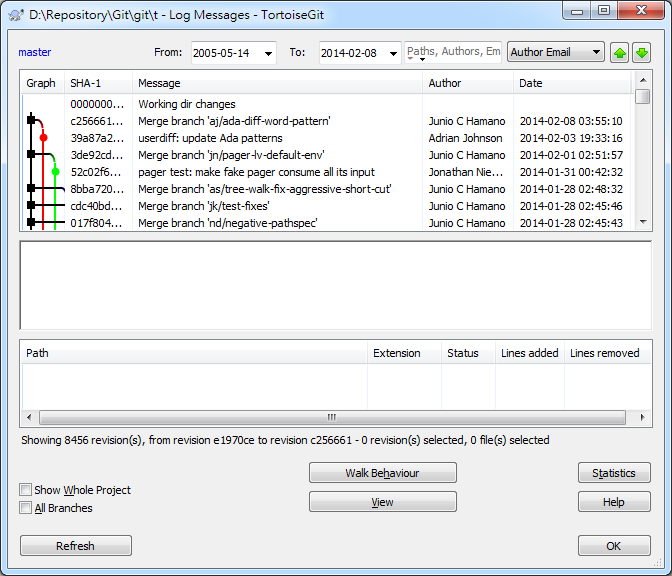 D:\Repository\Git\git\t - Log Messages - TortoiseGit
master From: 2005-05-14 To: 2014-02-08 Paths, Authors, Em Author Email
Graph SHA-1 Message Author Date
0000000... Working dir changes
c256661... Merge branch 'aj/ada-diff-word-pattern' Junio C Hamano 2014-02-08 03:55:10
39a87a2... userdiff: update Ada patterns Adrian Johnson 2014-02-03 19:33:16
3de92cd... Merge branch 'jn/pager-lv-default-env' Junio C Hamano 2014-02-01 02:51:57
52c02f6... pager test: make fake pager consume all its input Jonathan Nie... 2014-01-31 00:42:32
8bba720... Merge branch 'as/tree-walk-fix-aggressive-short-cut' Junio C Hamano 2014-01-28 02:48:32
cdc40bd... Merge branch 'jk/test-fixes' Junio C Hamano 2014-01-28 02:45:46
017f804... Merge branch 'nd/negative-pathspec' Junio C Hamano 2014-01-28 02:45:43
Path Extension Status Lines added Lines removed
Showing 8456 revision(s), from revision e1970ce to revision c256661 - 0 revision(s) selected, 0 file(s) selected
Walk Behaviour Statistics
Show Whole Project
View Help
All Branches
Refresh OK